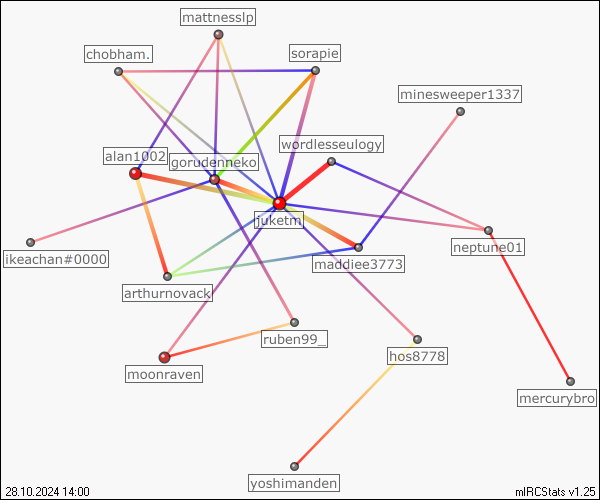 mattnesslp
chobham.
sorapie
minesweeper1337
wordlesseulogy
alan1002
gorudenneko
juketm
neptune01
ikeachan#0000
maddiee3773
arthurnovack
ruben99_
hos8778
moonraven
mercurybro
yoshimanden
28.10.2024 14:00
mIRCStats v1.25